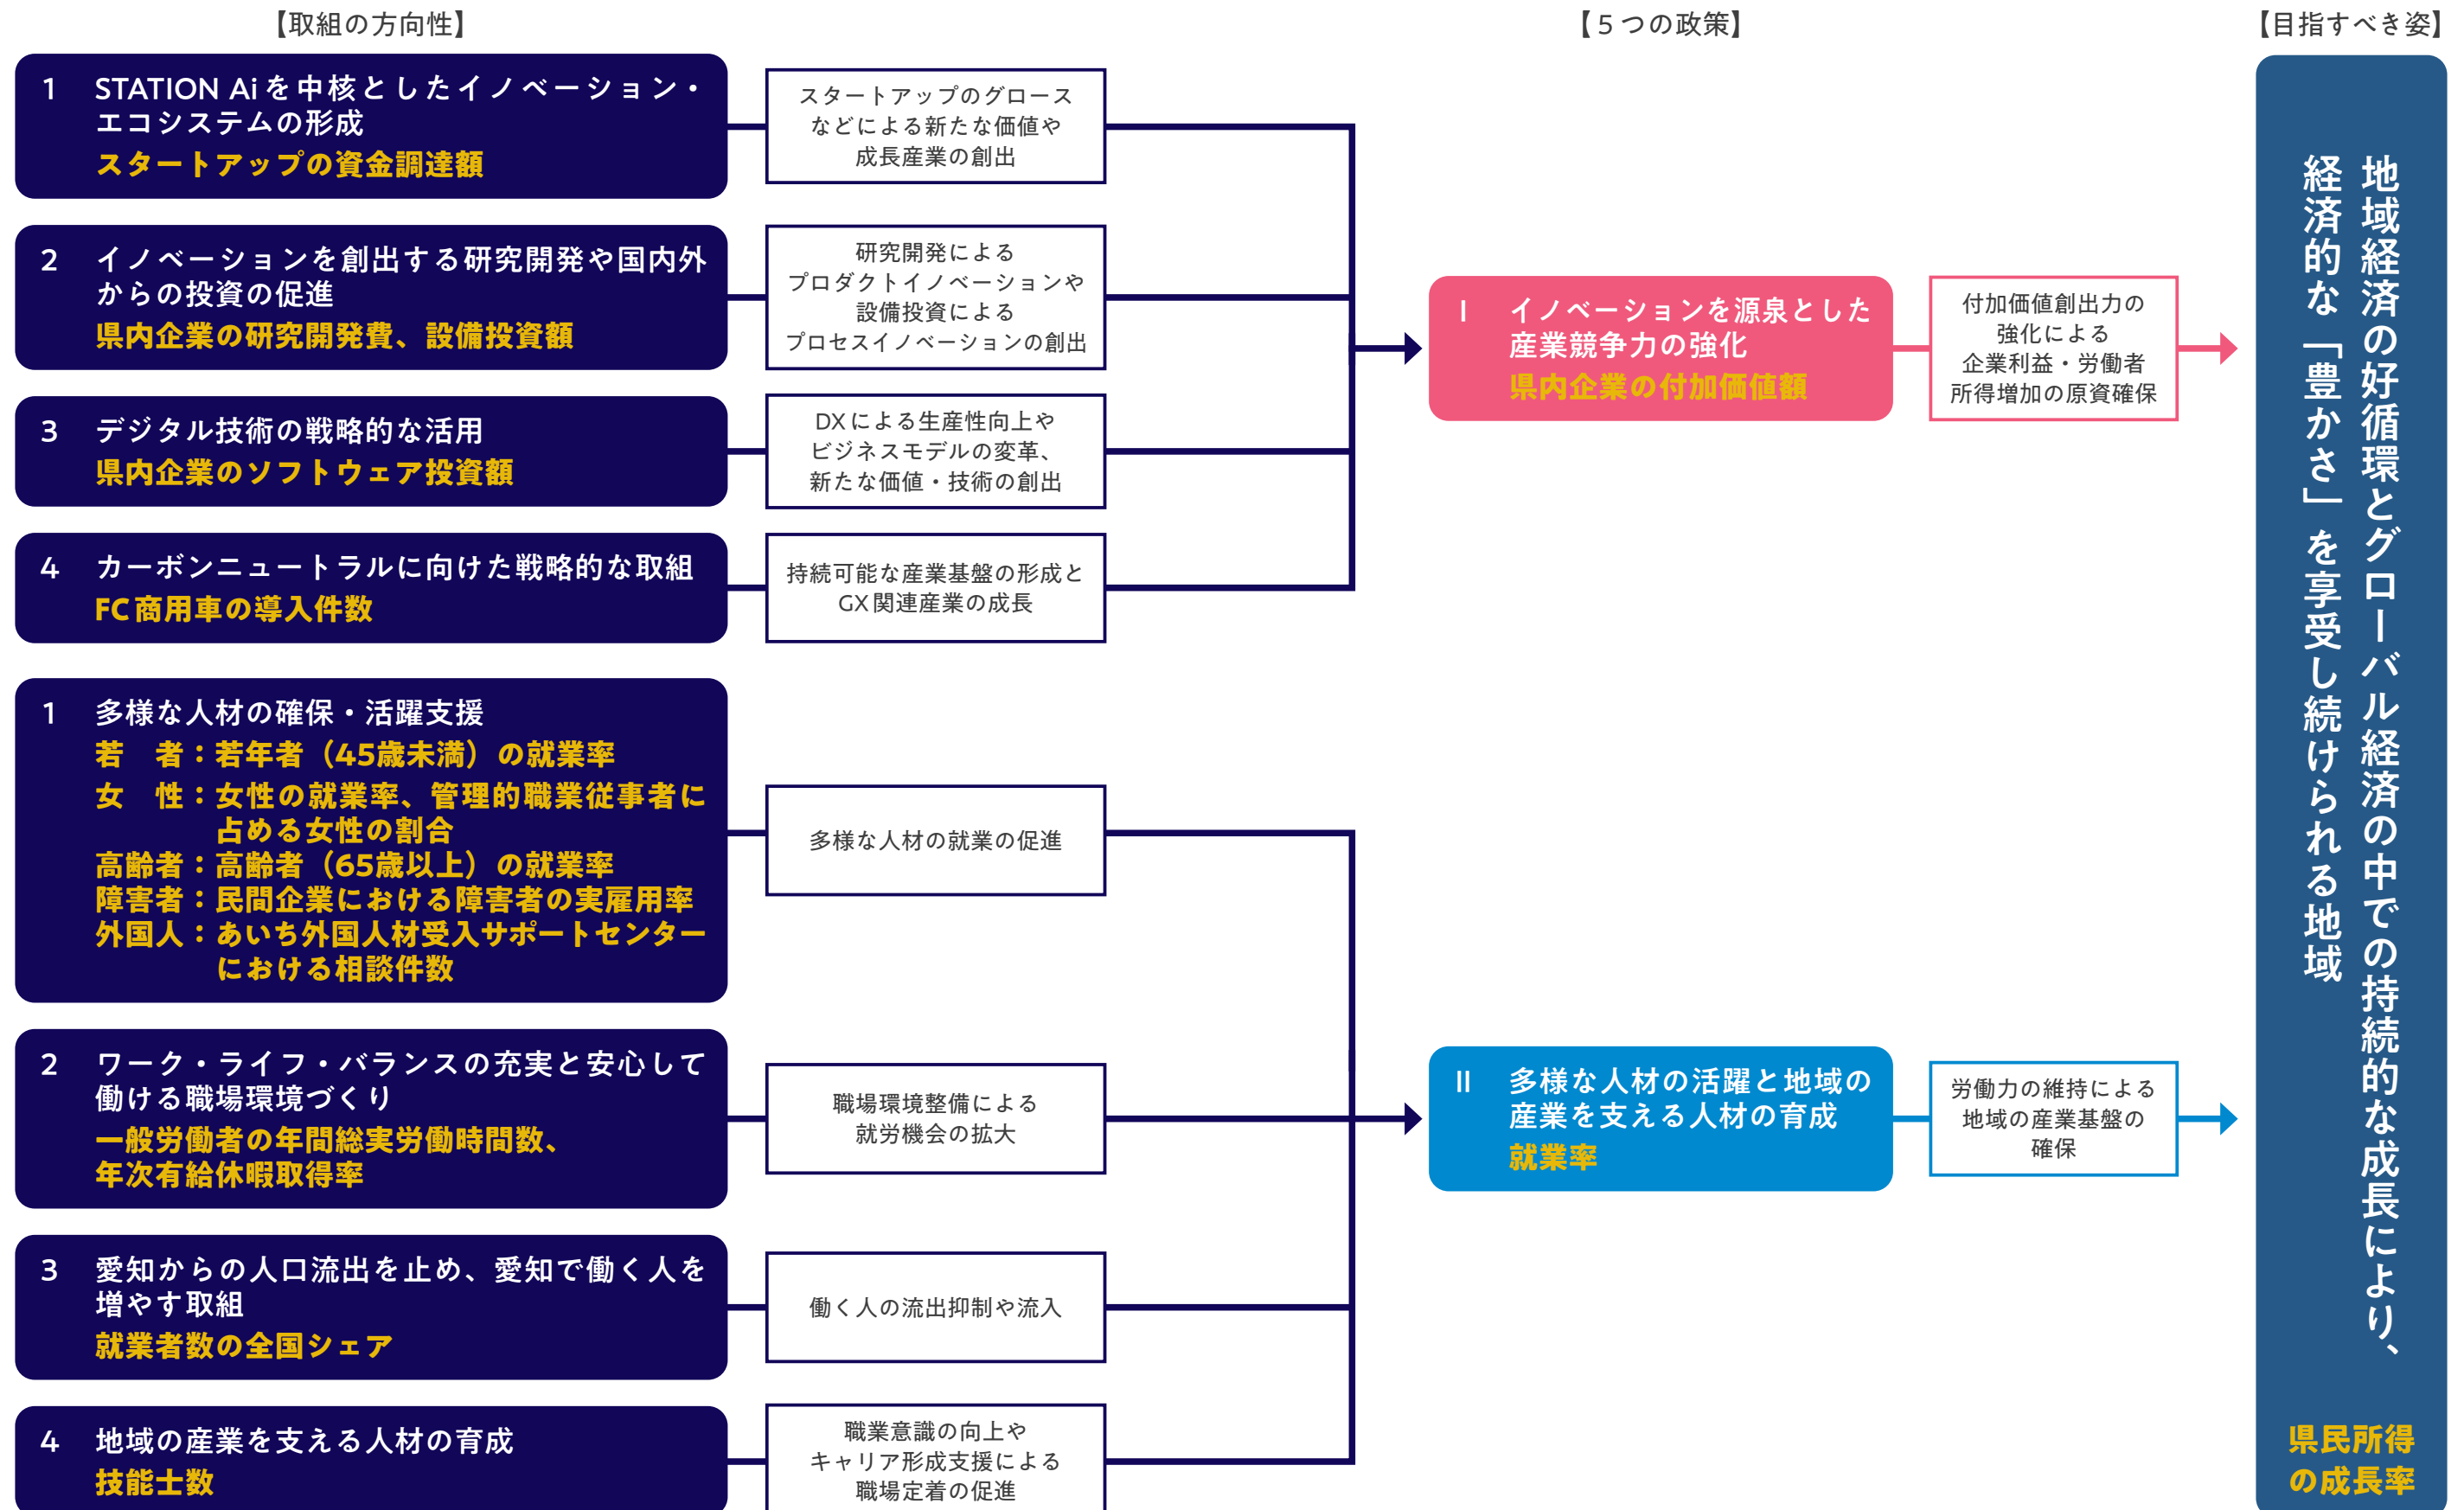 【取組の方向性】
【5つの政策】
【目指すべき姿】
1 STATION Aiを中核としたイノベーション・
エコシステムの形成
スタートアップの資金調達額
スタートアップのグロース
などによる新たな価値や
成長産業の創出
2 イノベーションを創出する研究開発や国内外
からの投資の促進
県内企業の研究開発費、設備投資額
研究開発による
プロダクトイノベーションや
設備投資による
プロセスイノベーションの創出
3 デジタル技術の戦略的な活用
県内企業のソフトウェア投資額
DXによる生産性向上や
ビジネスモデルの変革、
新たな価値・技術の創出
4 カーボンニュートラルに向けた戦略的な取組
FC商用車の導入件数
持続可能な産業基盤の形成と
GX関連産業の成長
I イノベーションを源泉とした
産業競争力の強化
県内企業の付加価値額
付加価値創出力の
強化による
企業利益・労働者
所得増加の原資確保
1 多様な人材の確保・活躍支援
若　者：若年者（45歳未満）の就業率
女　性：女性の就業率、管理的職業従事者に
占める女性の割合
高齢者：高齢者（65歳以上）の就業率
障害者：民間企業における障害者の実雇用率
外国人：あいち外国人材受入サポートセンター
における相談件数
多様な人材の就業の促進
2 ワーク・ライフ・バランスの充実と安心して
働ける職場環境づくり
一般労働者の年間総実労働時間数、
年次有給休暇取得率
職場環境整備による
就労機会の拡大
3 愛知からの人口流出を止め、愛知で働く人を
増やす取組
就業者数の全国シェア
働く人の流出抑制や流入
4 地域の産業を支える人材の育成
技能士数
職業意識の向上や
キャリア形成支援による
職場定着の促進
II 多様な人材の活躍と地域の
産業を支える人材の育成
就業率
労働力の維持による
地域の産業基盤の
確保
地域経済の好循環とグローバル経済の中での持続的な成長により、
経済的な「豊かさ」を享受し続けられる地域
県民所得
の成長率